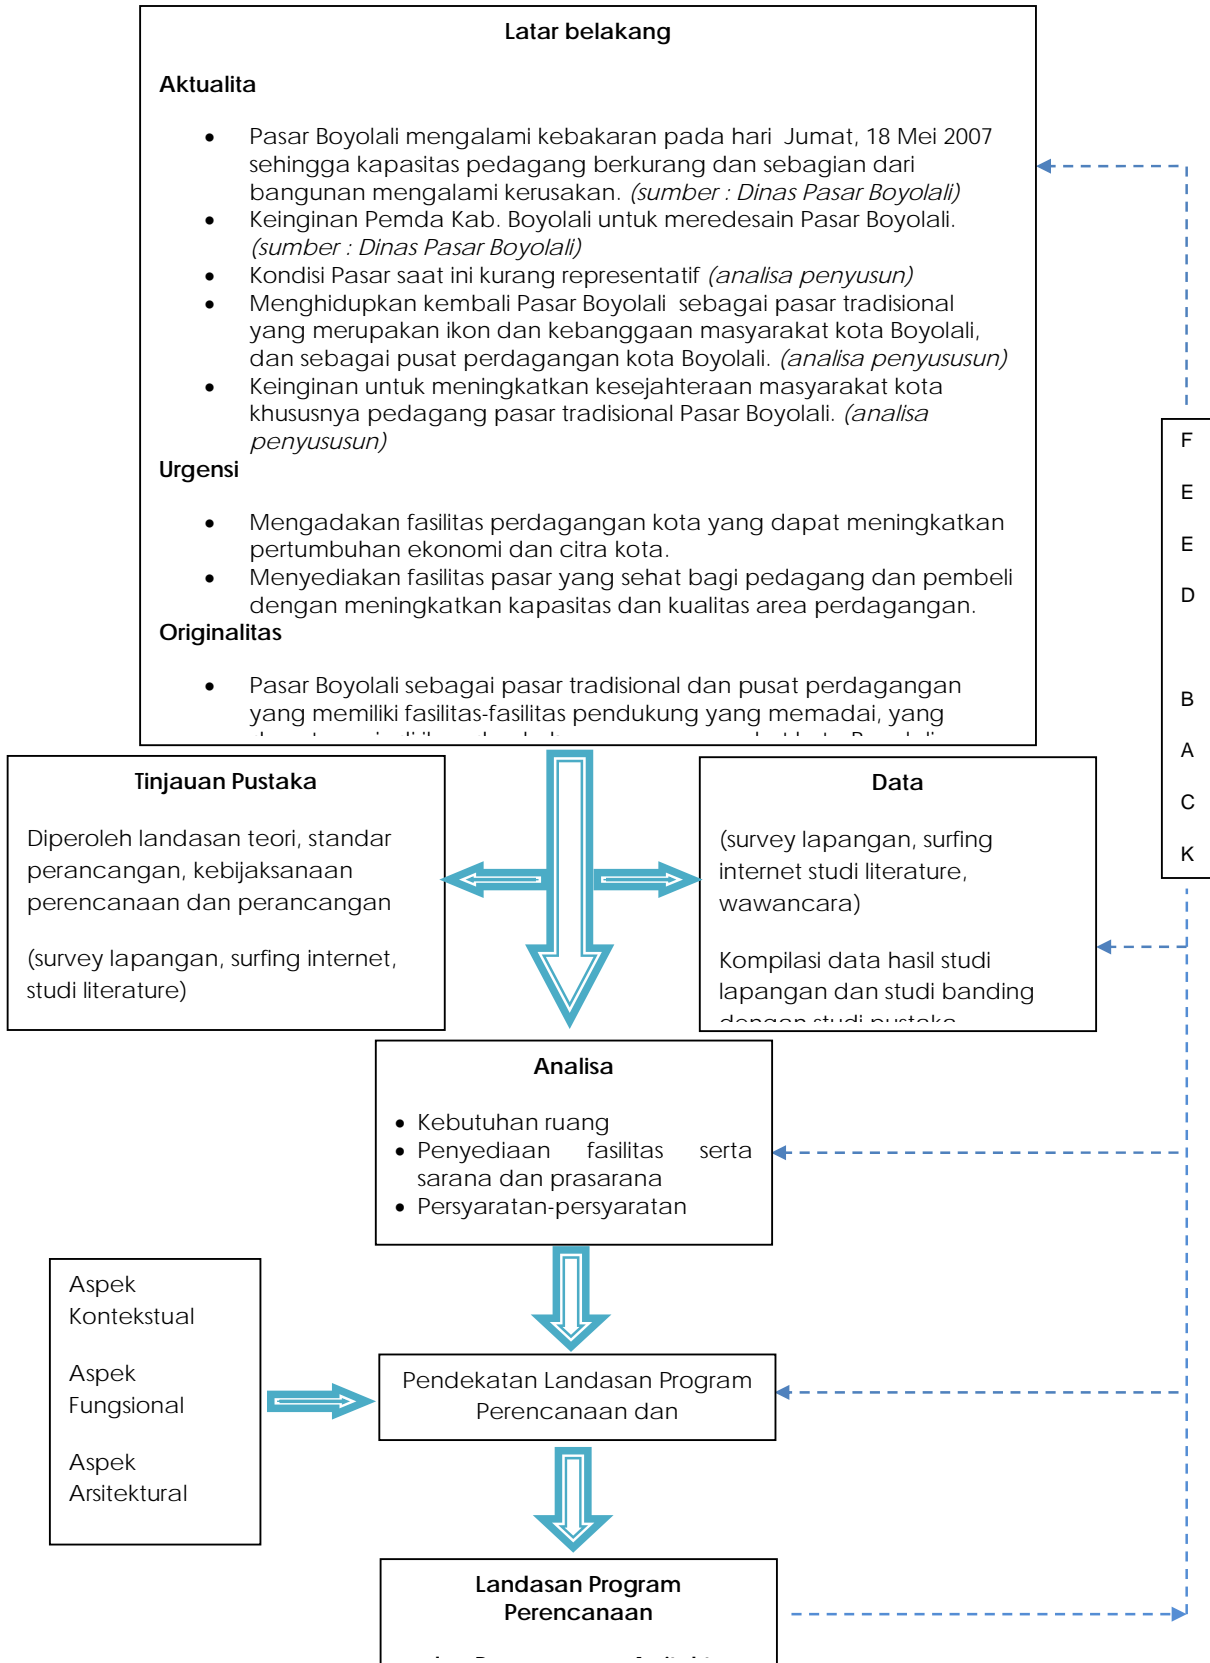 Latar belakang
Aktualita
• Pasar Boyolali mengalami kebakaran pada hari Jumat, 18 Mei 2007
sehingga kapasitas pedagang berkurang dan sebagian dari
bangunan mengalami kerusakan. (sumber : Dinas Pasar Boyolali)
• Keinginan Pemda Kab. Boyolali untuk meredesain Pasar Boyolali.
(sumber : Dinas Pasar Boyolali)
• Kondisi Pasar saat ini kurang representatif (analisa penyusun)
• Menghidupkan kembali Pasar Boyolali sebagai pasar tradisional
yang merupakan ikon dan kebanggaan masyarakat kota Boyolali,
dan sebagai pusat perdagangan kota Boyolali. (analisa penyususun)
• Keinginan untuk meningkatkan kesejahteraan masyarakat kota
khususnya pedagang pasar tradisional Pasar Boyolali. (analisa
penyususun)
Urgensi
• Mengadakan fasilitas perdagangan kota yang dapat meningkatkan
pertumbuhan ekonomi dan citra kota.
• Menyediakan fasilitas pasar yang sehat bagi pedagang dan pembeli
dengan meningkatkan kapasitas dan kualitas area perdagangan.
Originalitas
• Pasar Boyolali sebagai pasar tradisional dan pusat perdagangan
yang memiliki fasilitas-fasilitas pendukung yang memadai, yang
F
E
E
D
B
A
C
K
Tinjauan Pustaka
Diperoleh landasan teori, standar
perancangan, kebijaksanaan
perencanaan dan perancangan
(survey lapangan, surfing internet,
studi literature)
Data
(survey lapangan, surfing
internet studi literature,
wawancara)
Kompilasi data hasil studi
lapangan dan studi banding
dengan studi pustaka
Analisa
• Kebutuhan ruang
• Penyediaan fasilitas serta
sarana dan prasarana
• Persyaratan-persyaratan
Aspek
Kontekstual
Aspek
Fungsional
Aspek
Arsitektural
Pendekatan Landasan Program
Perencanaan dan
Landasan Program
Perencanaan